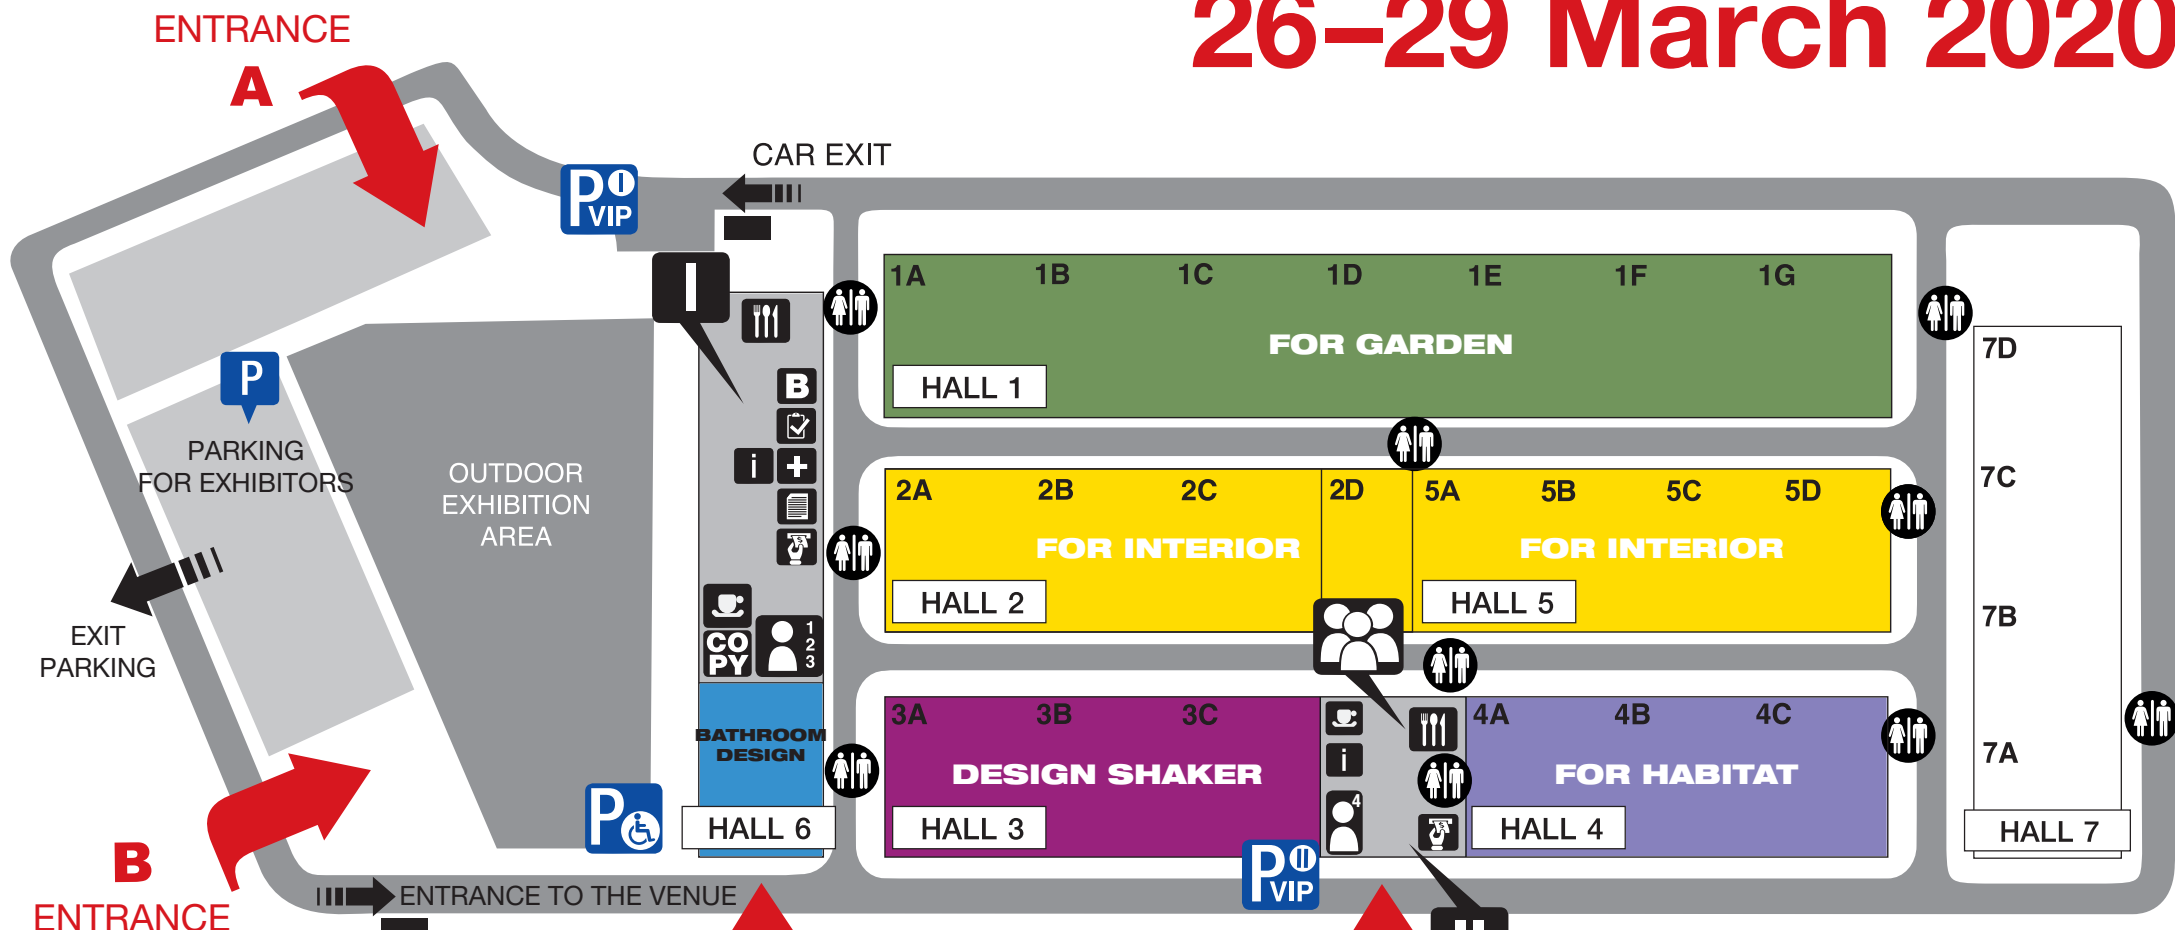 26–29 March 2020
ENTRANCE
A
CAR EXIT
P I
VIP
I
1A 1B 1C 1D 1E 1F 1G
FOR GARDEN
HALL 1
7D
7C
7B
7A
HALL 7
P
PARKING
FOR EXHIBITORS
OUTDOOR
EXHIBITION
AREA
B
i
EXIT
PARKING
COPY
1
2
3
2A 2B 2C 2D
FOR INTERIOR
HALL 2
5A 5B 5C 5D
FOR INTERIOR
HALL 5
BATHROOM
DESIGN
HALL 6
3A 3B 3C
DESIGN SHAKER
HALL 3
i
4
4A 4B 4C
FOR HABITAT
HALL 4
P
P II
VIP
B
ENTRANCE
ENTRANCE TO THE VENUE